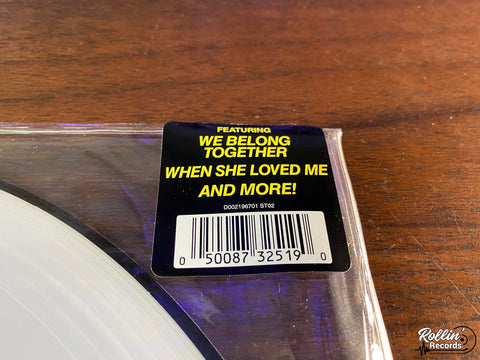 FEATURING
WE BELONG
TOGETHER
WHEN SHE LOVED ME
AND MORE!
D002196701 ST02
0 50087 32519 0
Rollin'
Records